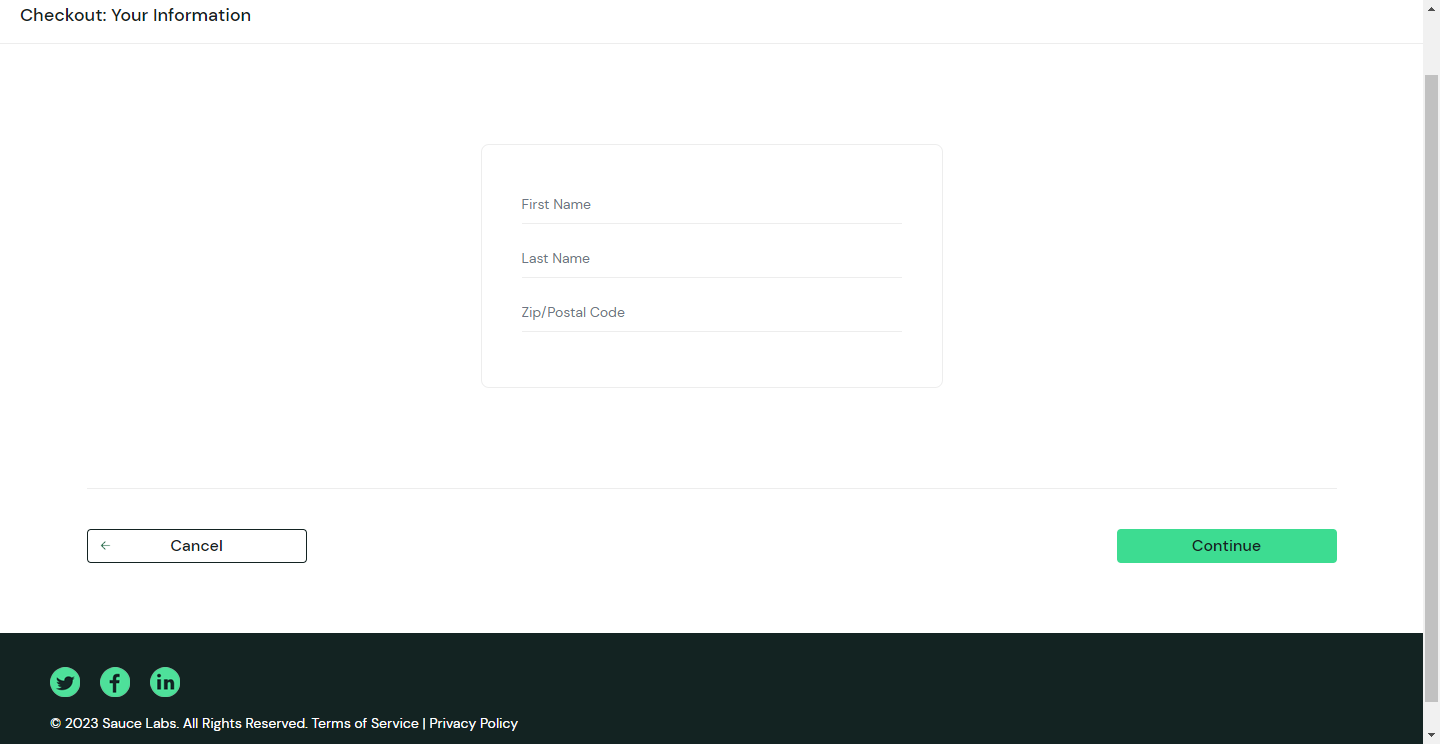 Checkout: Your Information
First Name
Last Name
Zip/Postal Code
Cancel
Continue
© 2023 Sauce Labs. All Rights Reserved. Terms of Service | Privacy Policy